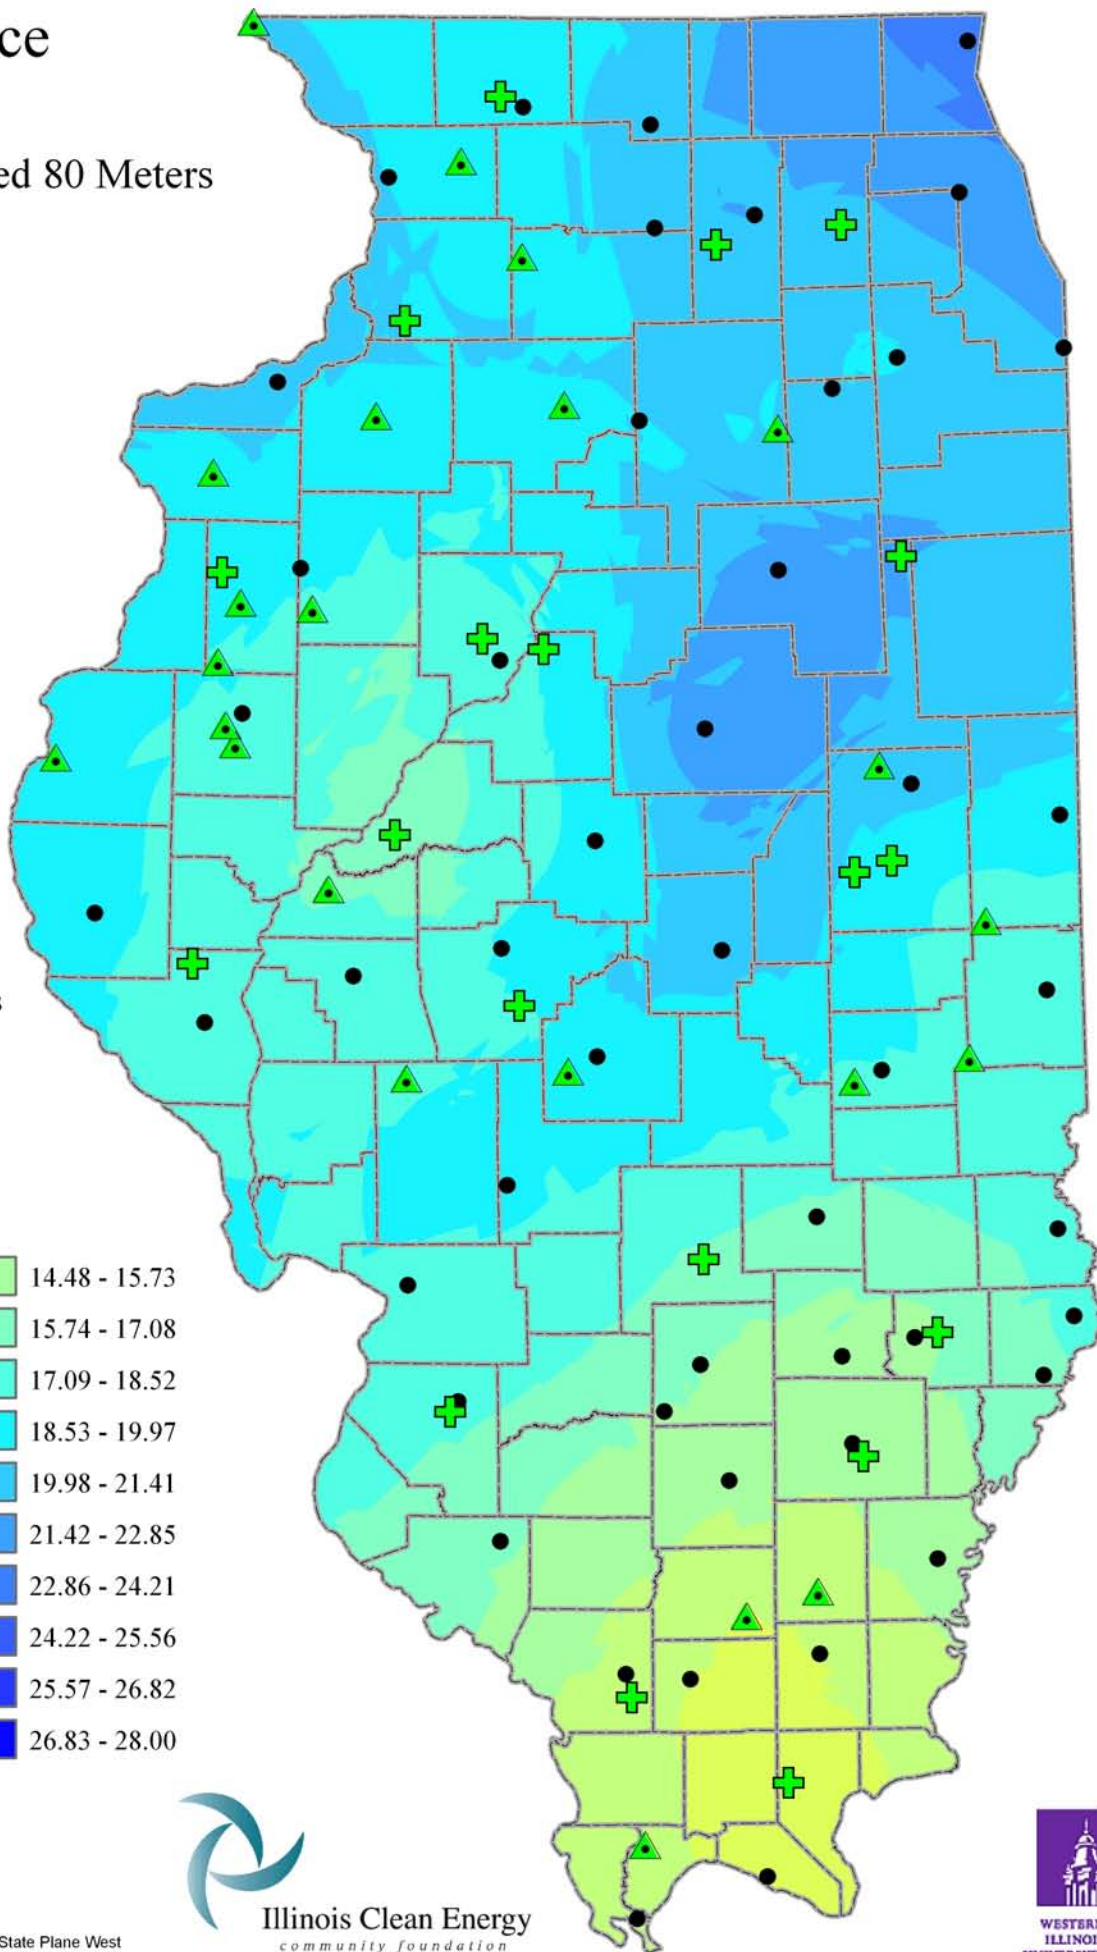 ce
ed 80 Meters
s
14.48 - 15.73
15.74 - 17.08
17.09 - 18.52
18.53 - 19.97
19.98 - 21.41
21.42 - 22.85
22.86 - 24.21
24.22 - 25.56
25.57 - 26.82
26.83 - 28.00
Illinois Clean Energy
community foundation
State Plane West
WESTERN
ILLINOIS